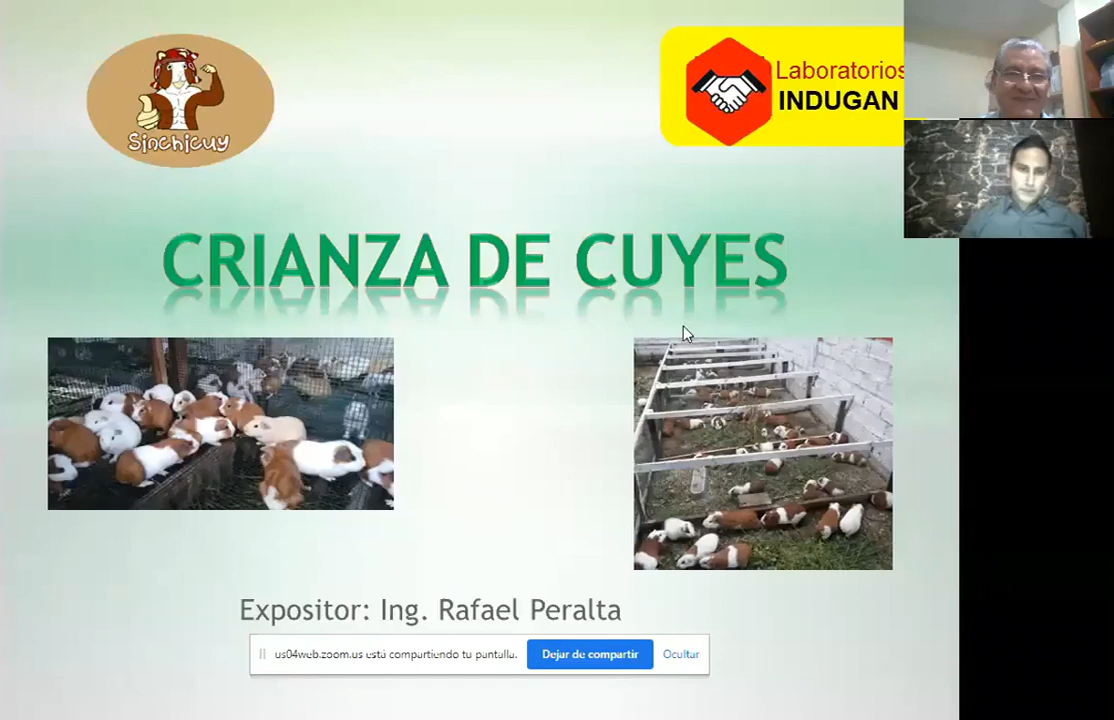 Sinchicuy
Laboratorios
INDUGAN
CRIANZA DE CUYES
Expositor: Ing. Rafael Peralta
us04web.zoom.us está compartiendo tu pantalla.
Dejar de compartir
Ocultar